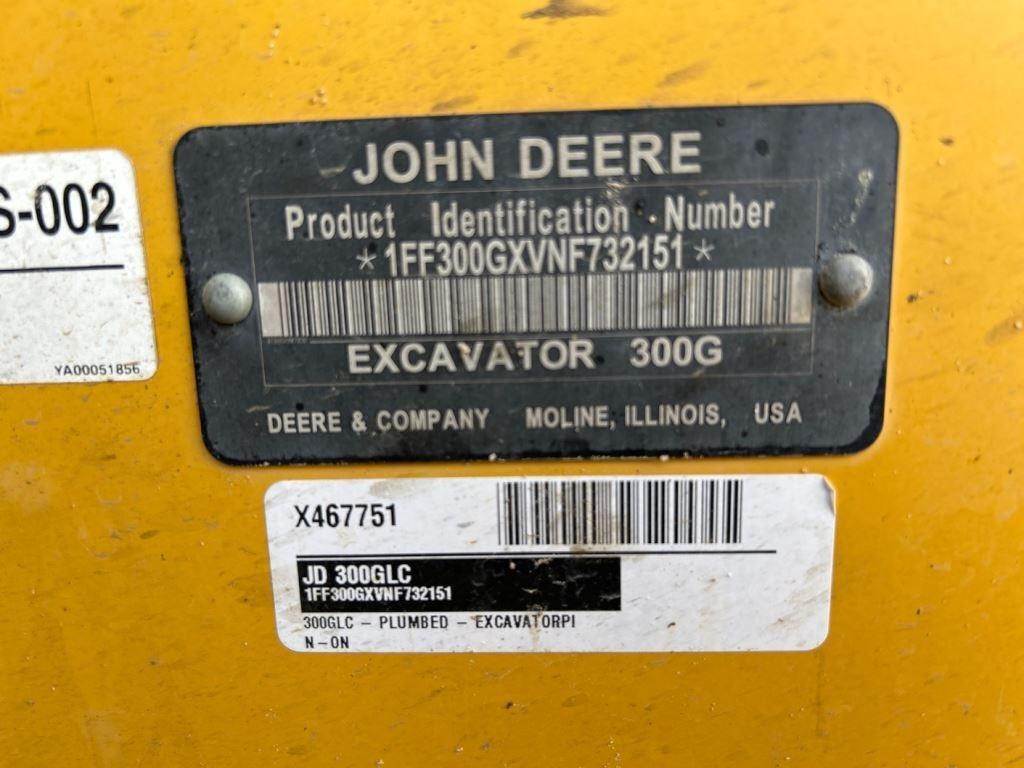 S-002
YA00051856
JOHN DEERE
Product Identification Number
*1FF300GXVNF732151*
EXCAVATOR 300G
DEERE & COMPANY MOLINE, ILLINOIS, USA
X467751
JD 300GLC
1FF300GXVNF732151
300GLC - PLUMBED - EXCAVATORPI
N-ON